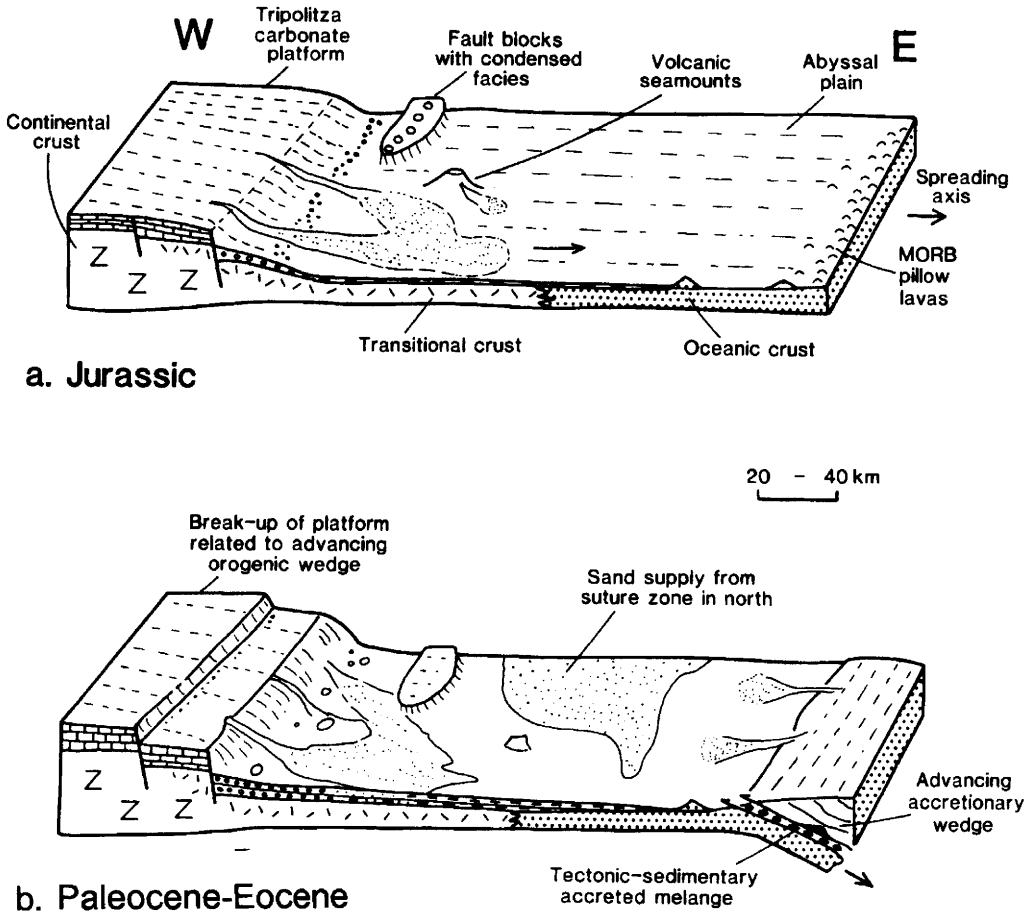 W
Tripolitza
carbonate
platform
Fault blocks
with condensed
facies
Volcanic
seamounts
E
Abyssal
plain
Continental
crust
Spreading
axis
MORB
pillow
lavas
Z
Z
Z
Transitional crust
Oceanic crust
a. Jurassic
20 - 40 km
Break-up of platform
related to advancing
orogenic wedge
Sand supply from
suture zone in north
Z
Z
Z
Advancing
accretionary
wedge
Tectonic-sedimentary
accreted melange
b. Paleocene-Eocene